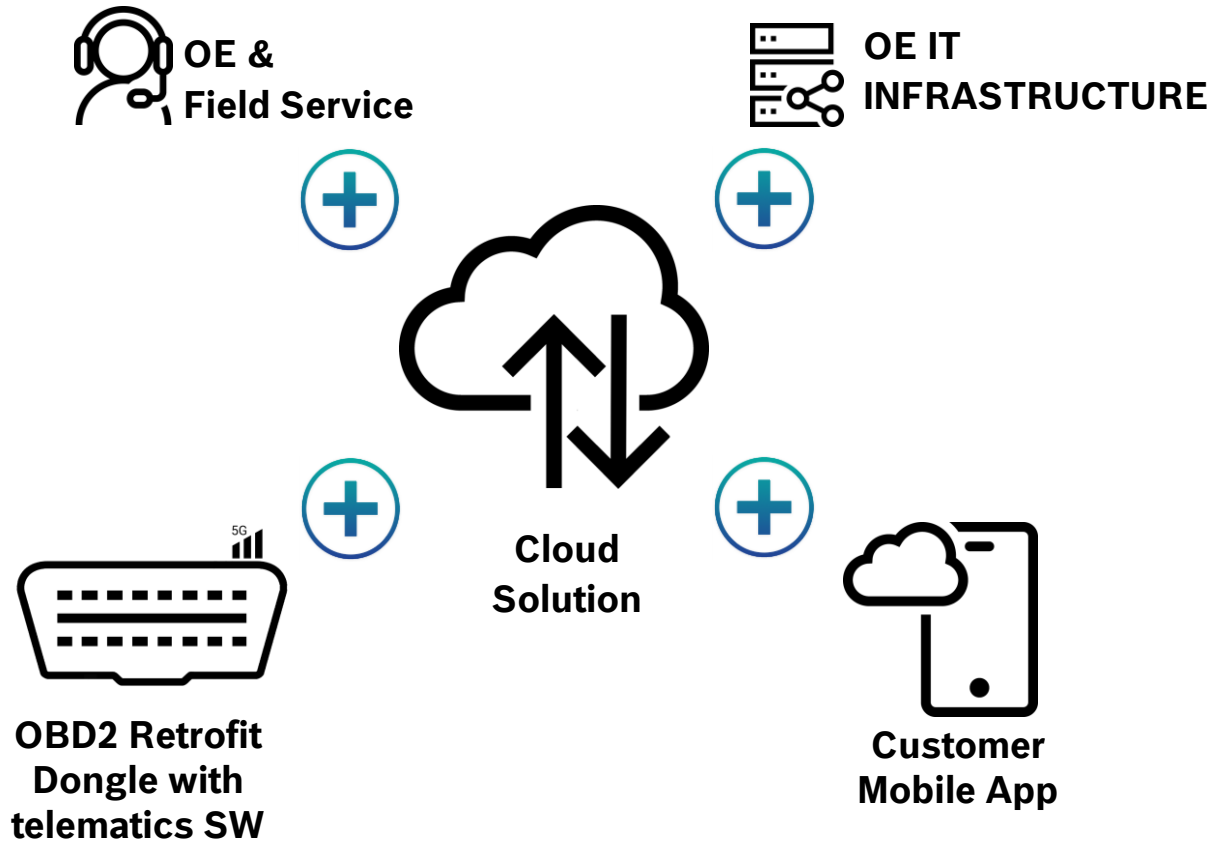 OE &
Field Service
OE IT
INFRASTRUCTURE
Cloud
Solution
5G
OBD2 Retrofit
Dongle with
telematics SW
Customer
Mobile App